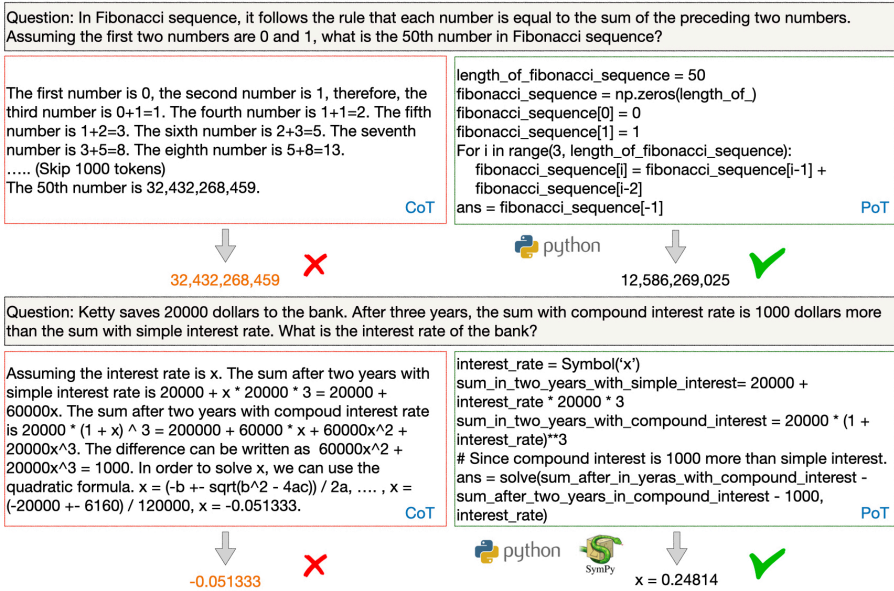 Question: In Fibonacci sequence, it follows the rule that each number is equal to the sum of the preceding two numbers.
Assuming the first two numbers are 0 and 1, what is the 50th number in Fibonacci sequence?
The first number is 0, the second number is 1, therefore, the
third number is 0+1=1. The fourth number is 1+1=2. The fifth
number is 1+2=3. The sixth number is 2+3=5. The seventh
number is 3+5=8. The eighth number is 5+8=13.
..... (Skip 1000 tokens)
The 50th number is 32,432,268,459.
CoT
length_of_fibonacci_sequence = 50
fibonacci_sequence = np.zeros(length_of_)
fibonacci_sequence[0] = 0
fibonacci_sequence[1] = 1
For i in range(3, length_of_fibonacci_sequence):
fibonacci_sequence[i] = fibonacci_sequence[i-1] +
fibonacci_sequence[i-2]
ans = fibonacci_sequence[-1]
PoT
32,432,268,459
python
12,586,269,025
Question: Ketty saves 20000 dollars to the bank. After three years, the sum with compound interest rate is 1000 dollars more
than the sum with simple interest rate. What is the interest rate of the bank?
Assuming the interest rate is x. The sum after two years with
simple interest rate is 20000 + x * 20000 * 3 = 20000 +
60000x. The sum after two years with compoud interest rate
is 20000 * (1 + x) ^ 3 = 200000 + 60000 * x + 60000x^2 +
20000x^3. The difference can be written as 60000x^2 +
20000x^3 = 1000. In order to solve x, we can use the
quadratic formula. x = (-b +- sqrt(b^2 - 4ac)) / 2a, .... , x =
(-20000 +- 6160) / 120000, x = -0.051333.
CoT
interest_rate = Symbol(‘x’)
sum_in_two_years_with_simple_interest= 20000 +
interest_rate * 20000 * 3
sum_in_two_years_with_compound_interest = 20000 * (1 +
interest_rate)**3
# Since compound interest is 1000 more than simple interest.
ans = solve(sum_after_in_yeras_with_compound_interest -
sum_after_two_years_in_compound_interest - 1000,
interest_rate)
PoT
-0.051333
python
SymPy
x = 0.24814